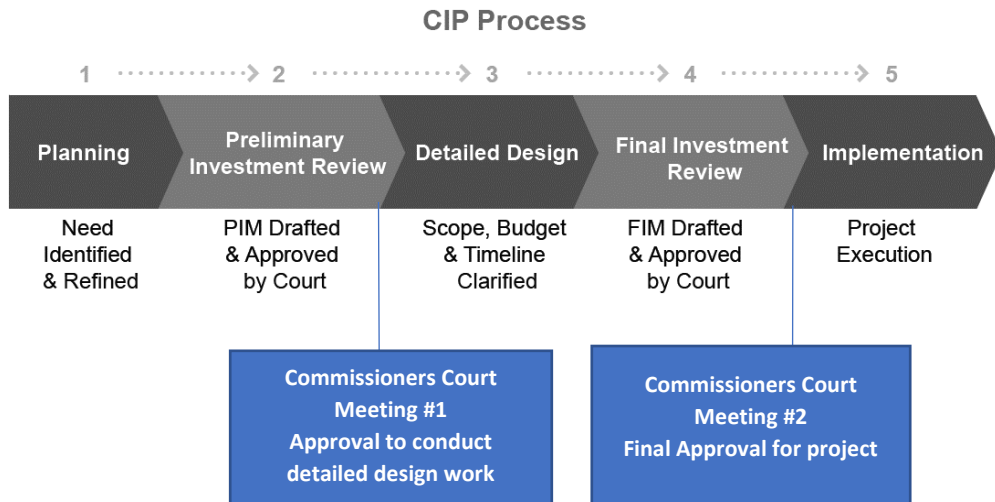 CIP Process
1
2
3
4
5
Planning
Preliminary
Investment Review
Detailed Design
Final Investment
Review
Implementation
Need
Identified
& Refined
PIM Drafted
& Approved
by Court
Scope, Budget
& Timeline
Clarified
FIM Drafted
& Approved
by Court
Project
Execution
Commissioners Court
Meeting #1
Approval to conduct
detailed design work
Commissioners Court
Meeting #2
Final Approval for project